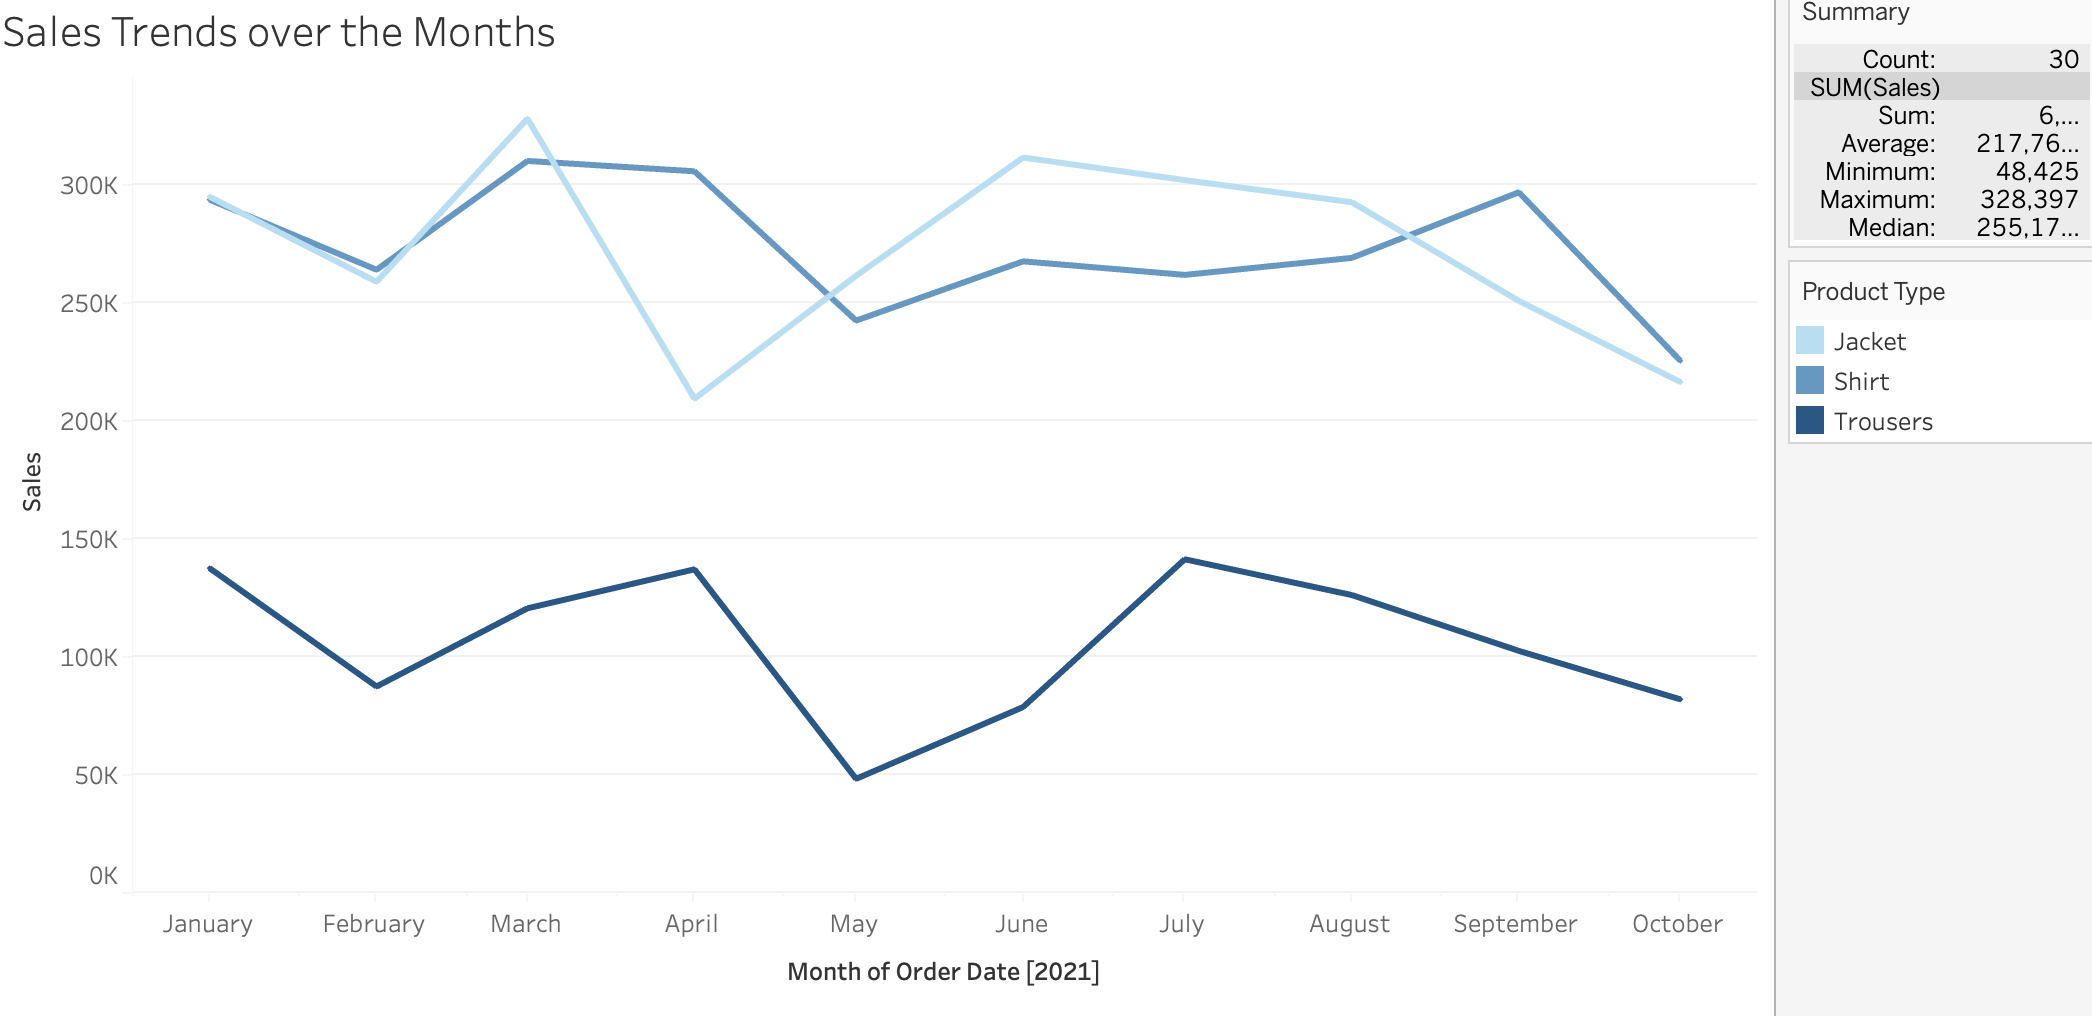 Sales Trends over the Months
300K
250K
200K
150K
100K
50K
0K
Sales
January February March April May June July August September October
Month of Order Date [2021]
Summary
Count: 30
SUM(Sales)
Sum: 6,...
Average: 217,76...
Minimum: 48,425
Maximum: 328,397
Median: 255,17...
Product Type
Jacket
Shirt
Trousers